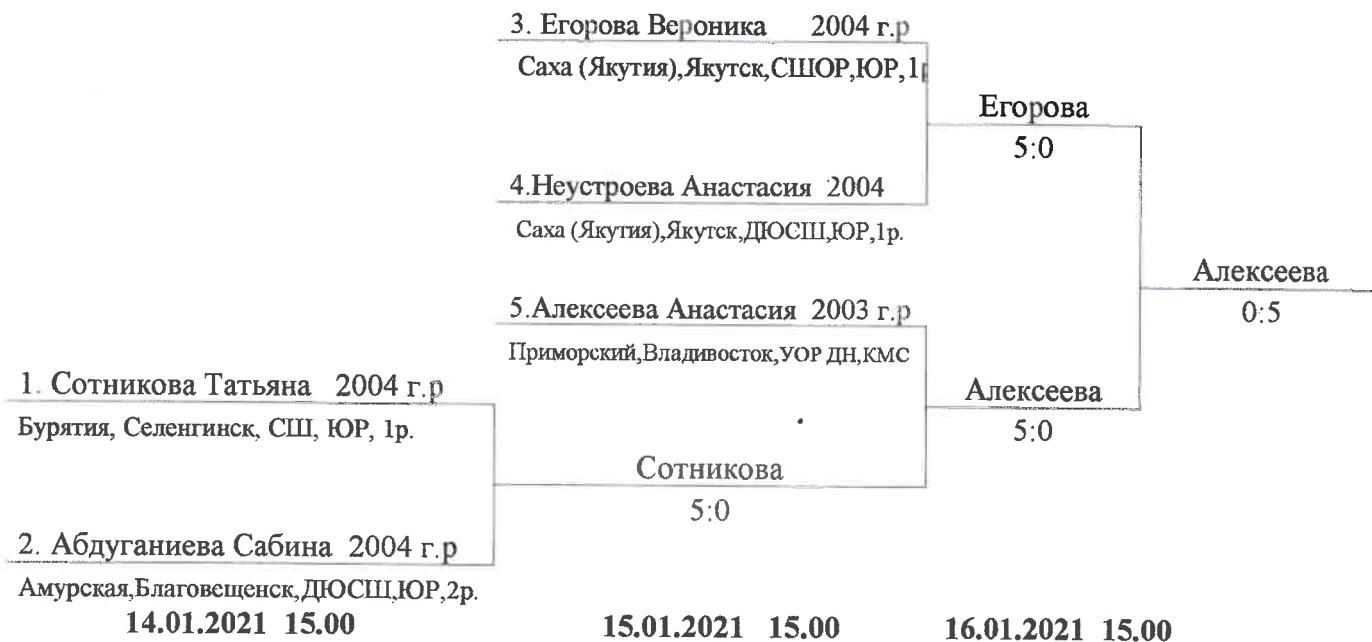 3. Егорова Вероника 2004 г.р
Саха (Якутия),Якутск,СШОР,ЮР,1р
Егорова
5:0
4.Неустроева Анастасия 2004
Саха (Якутия),Якутск,ДЮСШ,ЮР,1р.
Алексеева
0:5
5.Алексеева Анастасия 2003 г.р
Приморский,Владивосток,УОР ДН,КМС
1. Сотникова Татьяна 2004 г.р
Бурятия, Селенгинск, СШ, ЮР, 1р.
Алексеева
5:0
Сотникова
5:0
2. Абдуганиева Сабина 2004 г.р
Амурская,Благовещенск,ДЮСШ,ЮР,2р.
14.01.2021 15.00 15.01.2021 15.00 16.01.2021 15.00